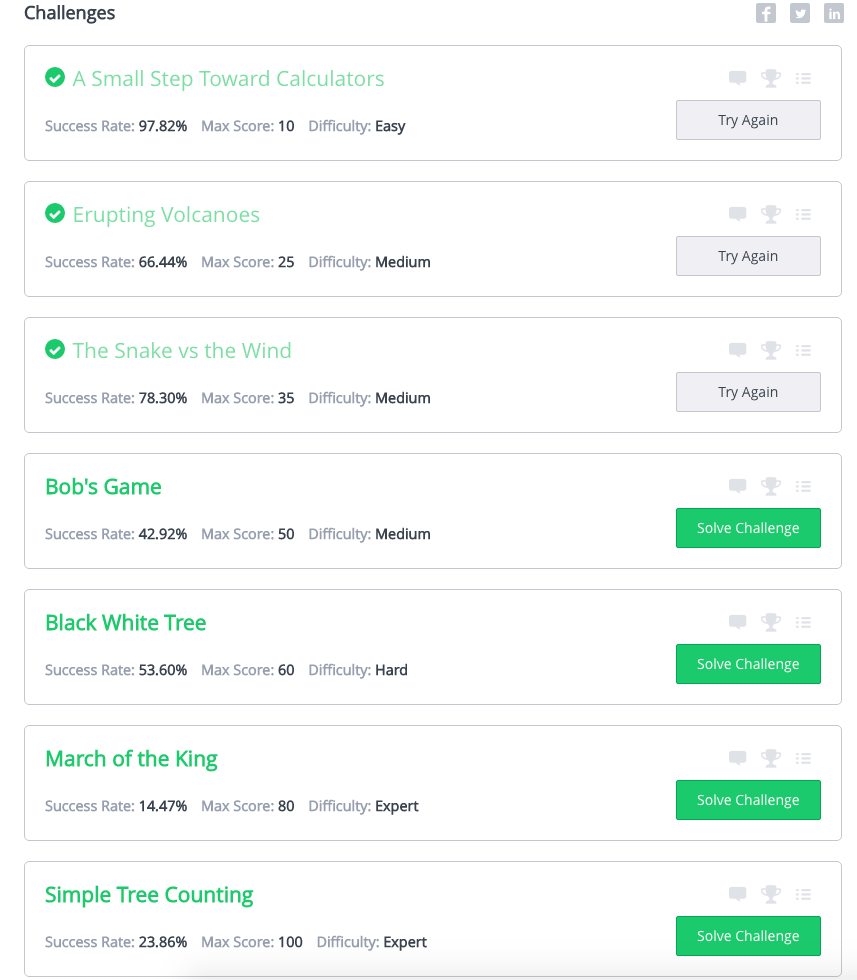 Challenges
A Small Step Toward Calculators
Success Rate: 97.82% Max Score: 10 Difficulty: Easy
Try Again
Erupting Volcanoes
Success Rate: 66.44% Max Score: 25 Difficulty: Medium
Try Again
The Snake vs the Wind
Success Rate: 78.30% Max Score: 35 Difficulty: Medium
Try Again
Bob's Game
Success Rate: 42.92% Max Score: 50 Difficulty: Medium
Solve Challenge
Black White Tree
Success Rate: 53.60% Max Score: 60 Difficulty: Hard
Solve Challenge
March of the King
Success Rate: 14.47% Max Score: 80 Difficulty: Expert
Solve Challenge
Simple Tree Counting
Success Rate: 23.86% Max Score: 100 Difficulty: Expert
Solve Challenge